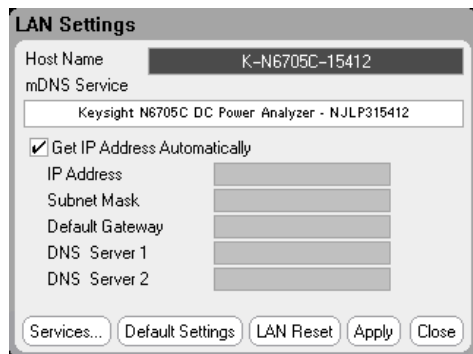 LAN Settings
Host Name K-N6705C-15412
mDNS Service
Keysight N6705C DC Power Analyzer - NJLP315412
Get IP Address Automatically
IP Address
Subnet Mask
Default Gateway
DNS Server 1
DNS Server 2
Services... Default Settings LAN Reset Apply Close